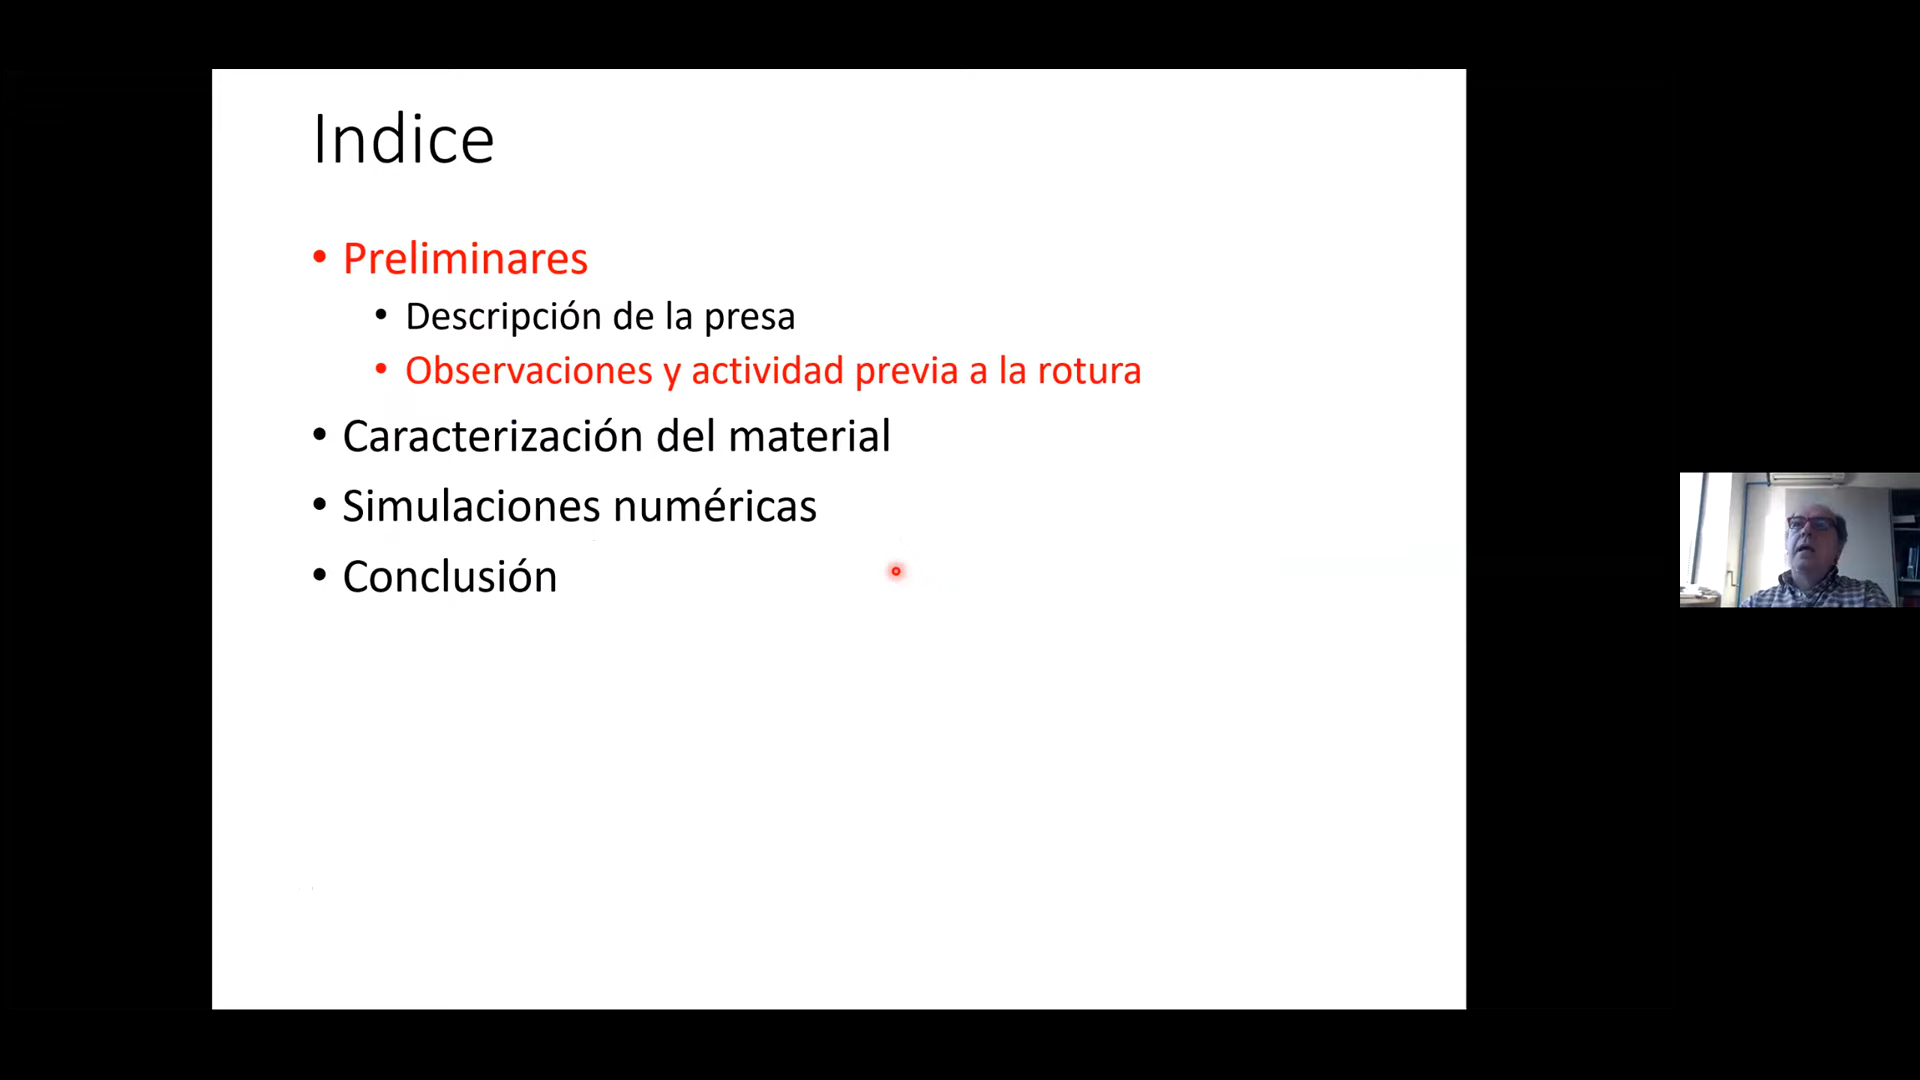 Indice
• Preliminares
• Descripción de la presa
• Observaciones y actividad previa a la rotura
• Caracterización del material
• Simulaciones numéricas
• Conclusión